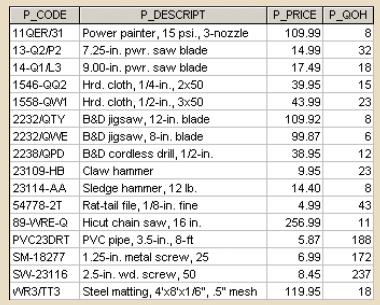 P_CODE P_DESCRIPT P_PRICE P_QOH
11QER/31 Power painter, 15 psi., 3-nozzle 109.99 8
13-Q2/P2 7.25-in. pwr. saw blade 14.99 32
14-Q1/L3 9.00-in. pwr. saw blade 17.49 18
1546-QQ2 Hrd. cloth, 1/4-in., 2x50 39.95 15
1558-QW1 Hrd. cloth, 1/2-in., 3x50 43.99 23
2232/QTY B&D jigsaw, 12-in. blade 109.92 8
2232/QWE B&D jigsaw, 8-in. blade 99.87 6
2238/QPD B&D cordless drill, 1/2-in. 38.95 12
23109-HB Claw hammer 9.95 23
23114-AA Sledge hammer, 12 lb. 14.40 8
54778-2T Rat-tail file, 1/8-in. fine 4.99 43
89-WRE-Q Hicut chain saw, 16 in. 256.99 11
PVC23DRT PVC pipe, 3.5-in., 8-ft 5.87 188
SM-18277 1.25-in. metal screw, 25 6.99 172
SW-23116 2.5-in. wd. screw, 50 8.45 237
WR3/TT3 Steel matting, 4'x8'x1/6", .5" mesh 119.95 18